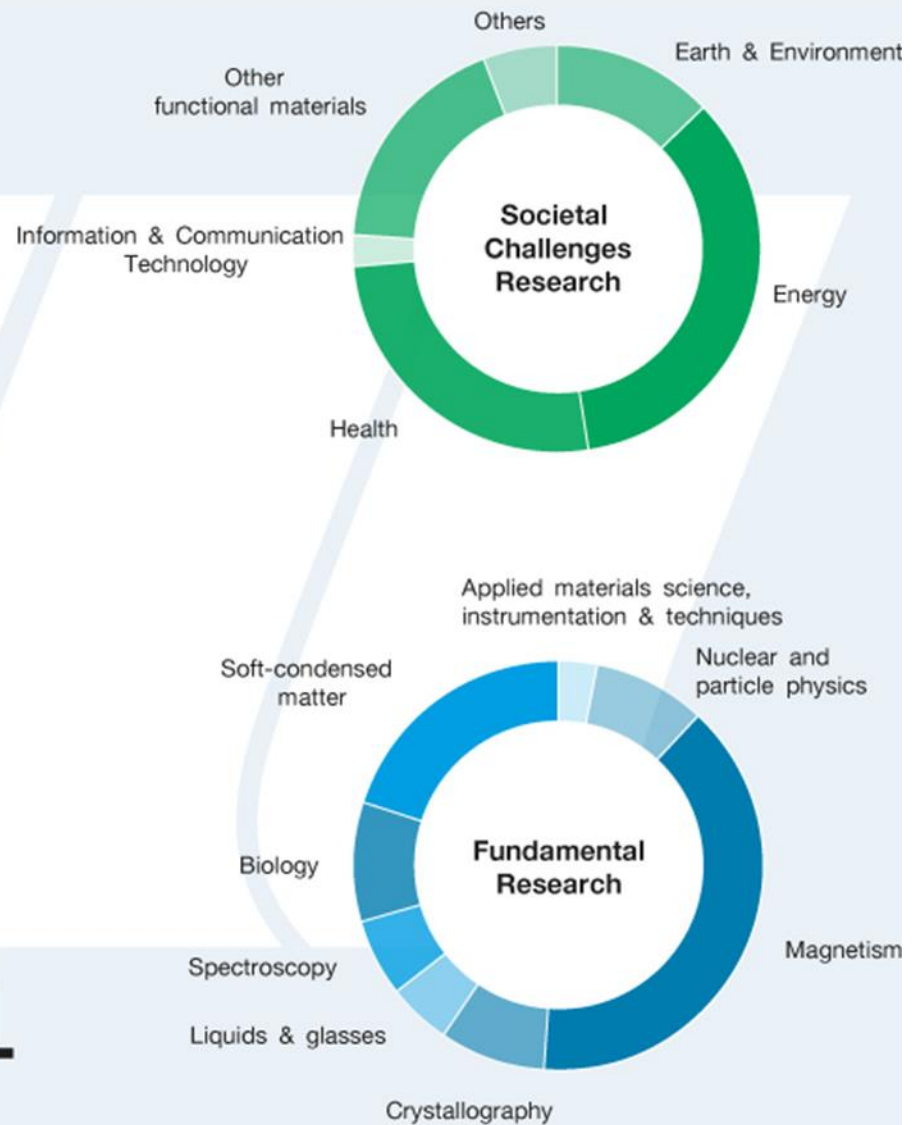 Others
Earth & Environment
Other
functional materials
Societal
Challenges
Research
Information & Communication
Technology
Energy
Health
Applied materials science,
instrumentation & techniques
Nuclear and
particle physics
Soft-condensed
matter
Fundamental
Research
Biology
Magnetism
Spectroscopy
Liquids & glasses
Crystallography